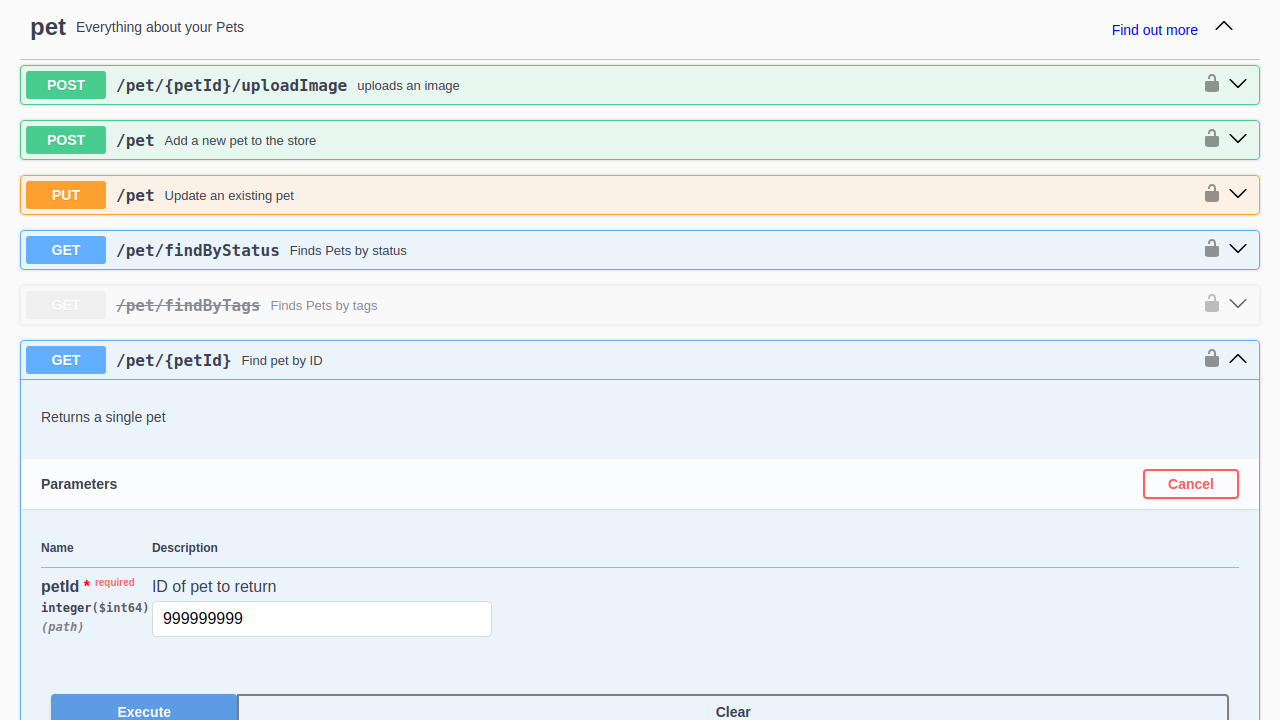 pet Everything about your Pets Find out more
POST /pet/{petId}/uploadImage uploads an image
POST /pet Add a new pet to the store
PUT /pet Update an existing pet
GET /pet/findByStatus Finds Pets by status
GET /pet/findByTags Finds Pets by tags
GET /pet/{petId} Find pet by ID
Returns a single pet
Parameters Cancel
Name Description
petId * required ID of pet to return
integer($int64)
999999999
(path)
Execute Clear